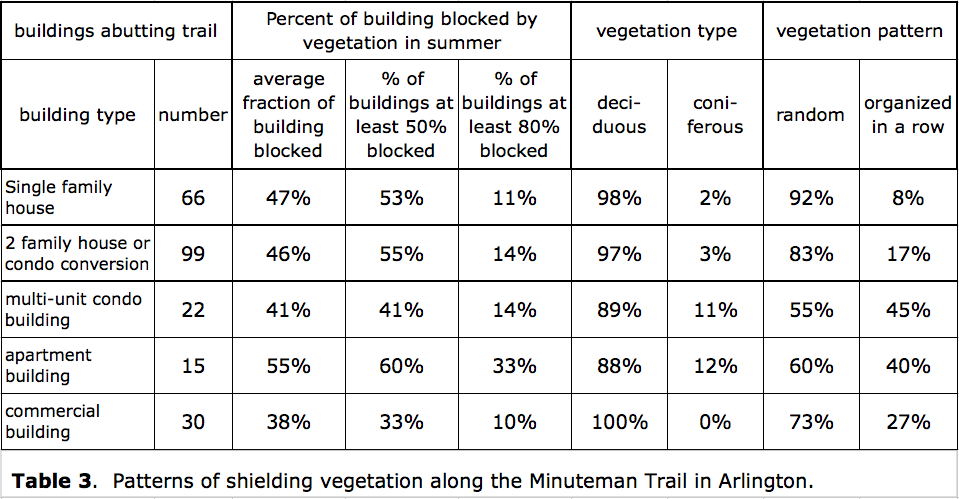 buildings abutting trail
Percent of building blocked by
vegetation in summer
vegetation type
vegetation pattern
building type
number
average
fraction of
building
blocked
% of
buildings at
least 50%
blocked
% of
buildings at
least 80%
blocked
deci-
duous
coni-
ferous
random
organized
in a row
Single family
house
66
47%
53%
11%
98%
2%
92%
8%
2 family house or
condo conversion
99
46%
55%
14%
97%
3%
83%
17%
multi-unit condo
building
22
41%
41%
14%
89%
11%
55%
45%
apartment
building
15
55%
60%
33%
88%
12%
60%
40%
commercial
building
30
38%
33%
10%
100%
0%
73%
27%
Table 3. Patterns of shielding vegetation along the Minuteman Trail in Arlington.